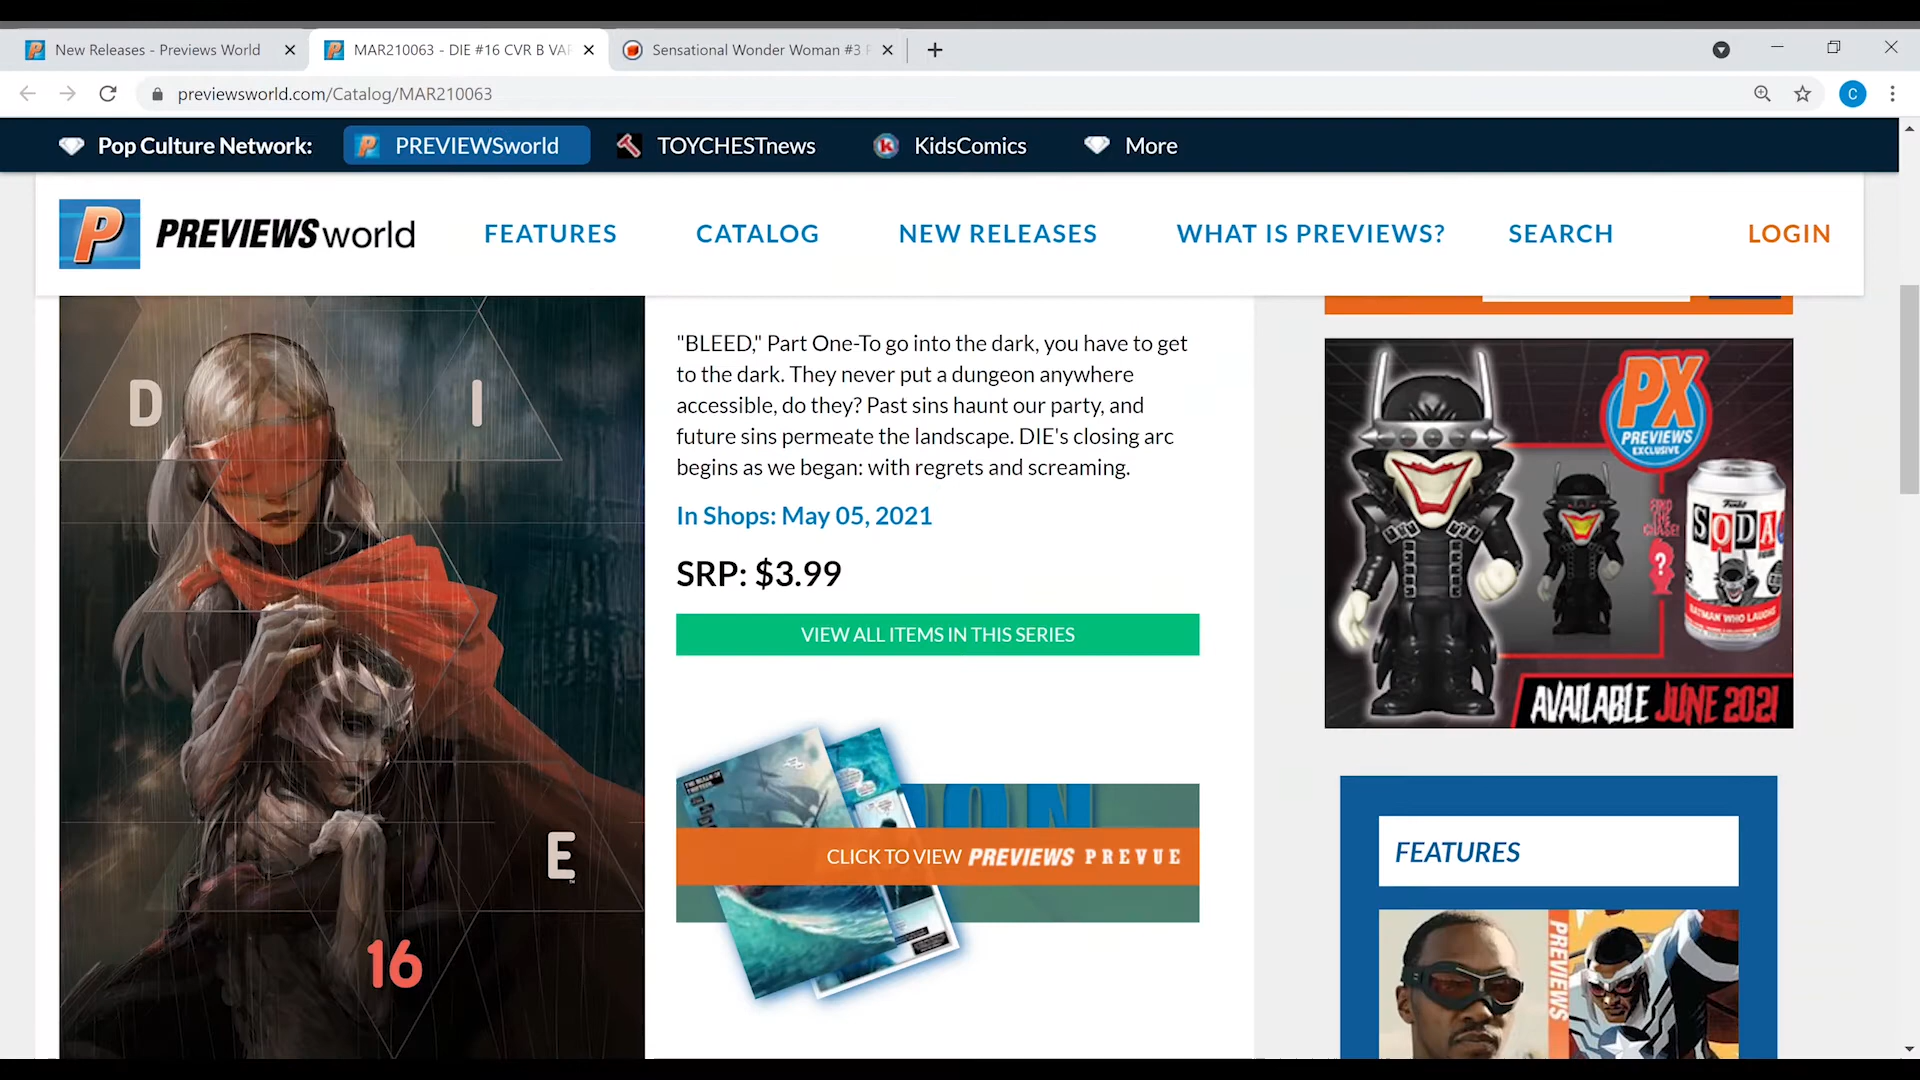 New Releases - Previews World
MAR210063 - DIE #16 CVR B VAR
Sensational Wonder Woman #3 P
previewsworld.com/Catalog/MAR210063
C
Pop Culture Network:
PREVIEWSworld
TOYCHESTnews
KidsComics
More
P PREVIEWSworld
FEATURES
CATALOG
NEW RELEASES
WHAT IS PREVIEWS?
SEARCH
LOGIN
D I
E
16
"BLEED," Part One-To go into the dark, you have to get
to the dark. They never put a dungeon anywhere
accessible, do they? Past sins haunt our party, and
future sins permeate the landscape. DIE's closing arc
begins as we began: with regrets and screaming.
In Shops: May 05, 2021
SRP: $3.99
VIEW ALL ITEMS IN THIS SERIES
CLICK TO VIEW PREVIEWS PREVUE
PX
PREVIEWS
EXCLUSIVE
Funko
SODA
?
BATMAN WHO LAUGHS
AVAILABLE JUNE 2021
FEATURES
PREVIEWS